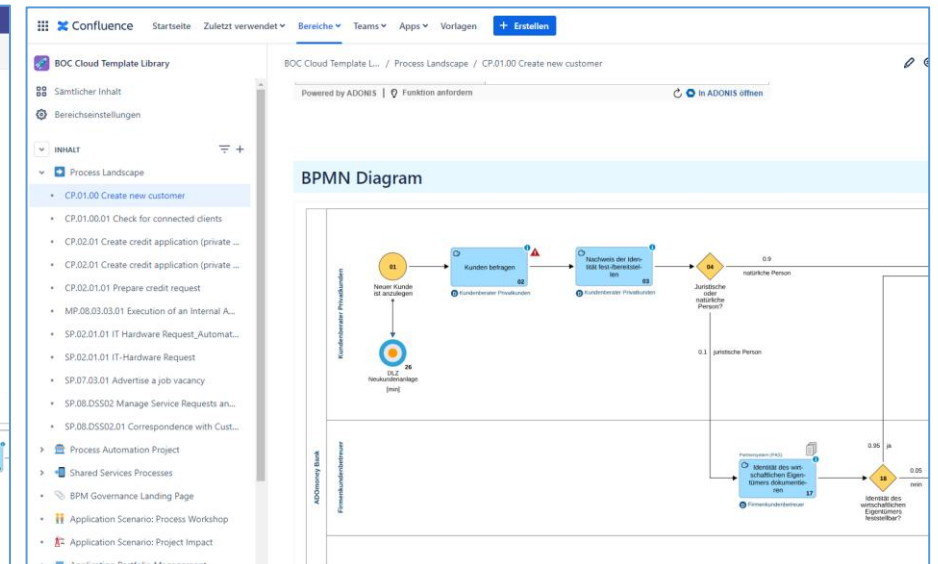 Confluence Startseite Zuletzt verwendet Bereiche Teams Apps Vorlagen + Erstellen
BOC Cloud Template Library
BOC Cloud Template L... / Process Landscape / CP.01.00 Create new customer
Sämtlicher Inhalt
Bereichseinstellungen
INHALT
Process Landscape
CP.01.00 Create new customer
CP.01.00.01 Check for connected clients
CP.02.01 Create credit application (private ...
CP.02.01 Create credit application (private ...
CP.02.01.01 Prepare credit request
MP.08.03.03.01 Execution of an Internal A...
SP.02.01.01 IT Hardware Request_Automat...
SP.02.01.01 IT-Hardware Request
SP.07.03.01 Advertise a job vacancy
SP.08.DSS02 Manage Service Requests an...
SP.08.DSS02.01 Correspondence with Cust...
Process Automation Project
Shared Services Processes
BPM Governance Landing Page
Application Scenario: Process Workshop
Application Scenario: Project Impact
Powered by ADONIS | Funktion anfordern
In ADONIS öffnen
BPMN Diagram
ADOmoney Bank
Kundenberater Privatkunden
01
Neuer Kunde
ist anzulegen
26
DLZ
Neukundenanlage
[min]
Kunden befragen
02
Kundenberater Privatkunden
Nachweis der Iden-
tität fest-/bereitstel-
len
03
Kundenberater Privatkunden
04
Juristische
oder
natürliche
Person?
0.9
natürliche Person
0.1 juristische Person
Firmenkundenbetreuer
Identität des wirt-
schaftlichen Eigen-
tümers dokumentie-
ren
17
Firmenkundenbetreuer
18
Identität des
wirtschaftlichen
Eigentümers
feststellbar?
0.95 ja
0.05
nein